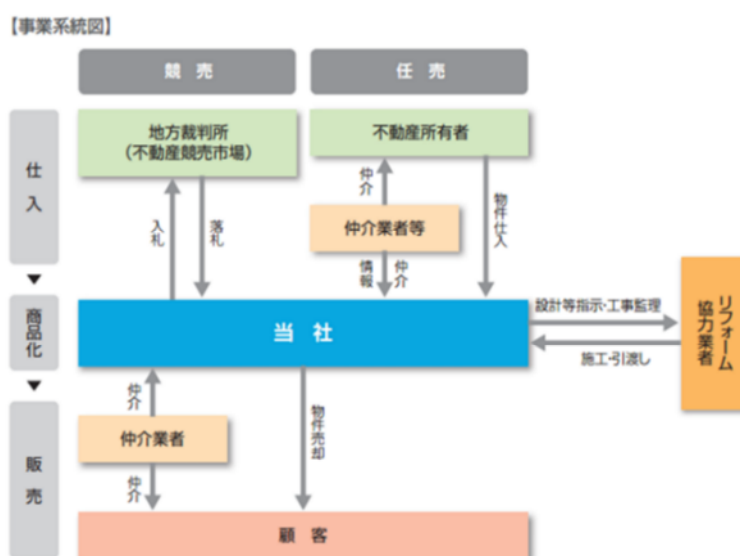 【事業系統図】
競 売
任 売
仕入
地方裁判所
（不動産競売市場）
不動産所有者
仲介
仲介業者等
物件仕入
入札
落札
情報
仲介
商品化
当 社
設計等指示・工事監理
施工・引渡し
リフォーム
協力業者
仲介
仲介業者
仲介
物件売却
販売
顧 客